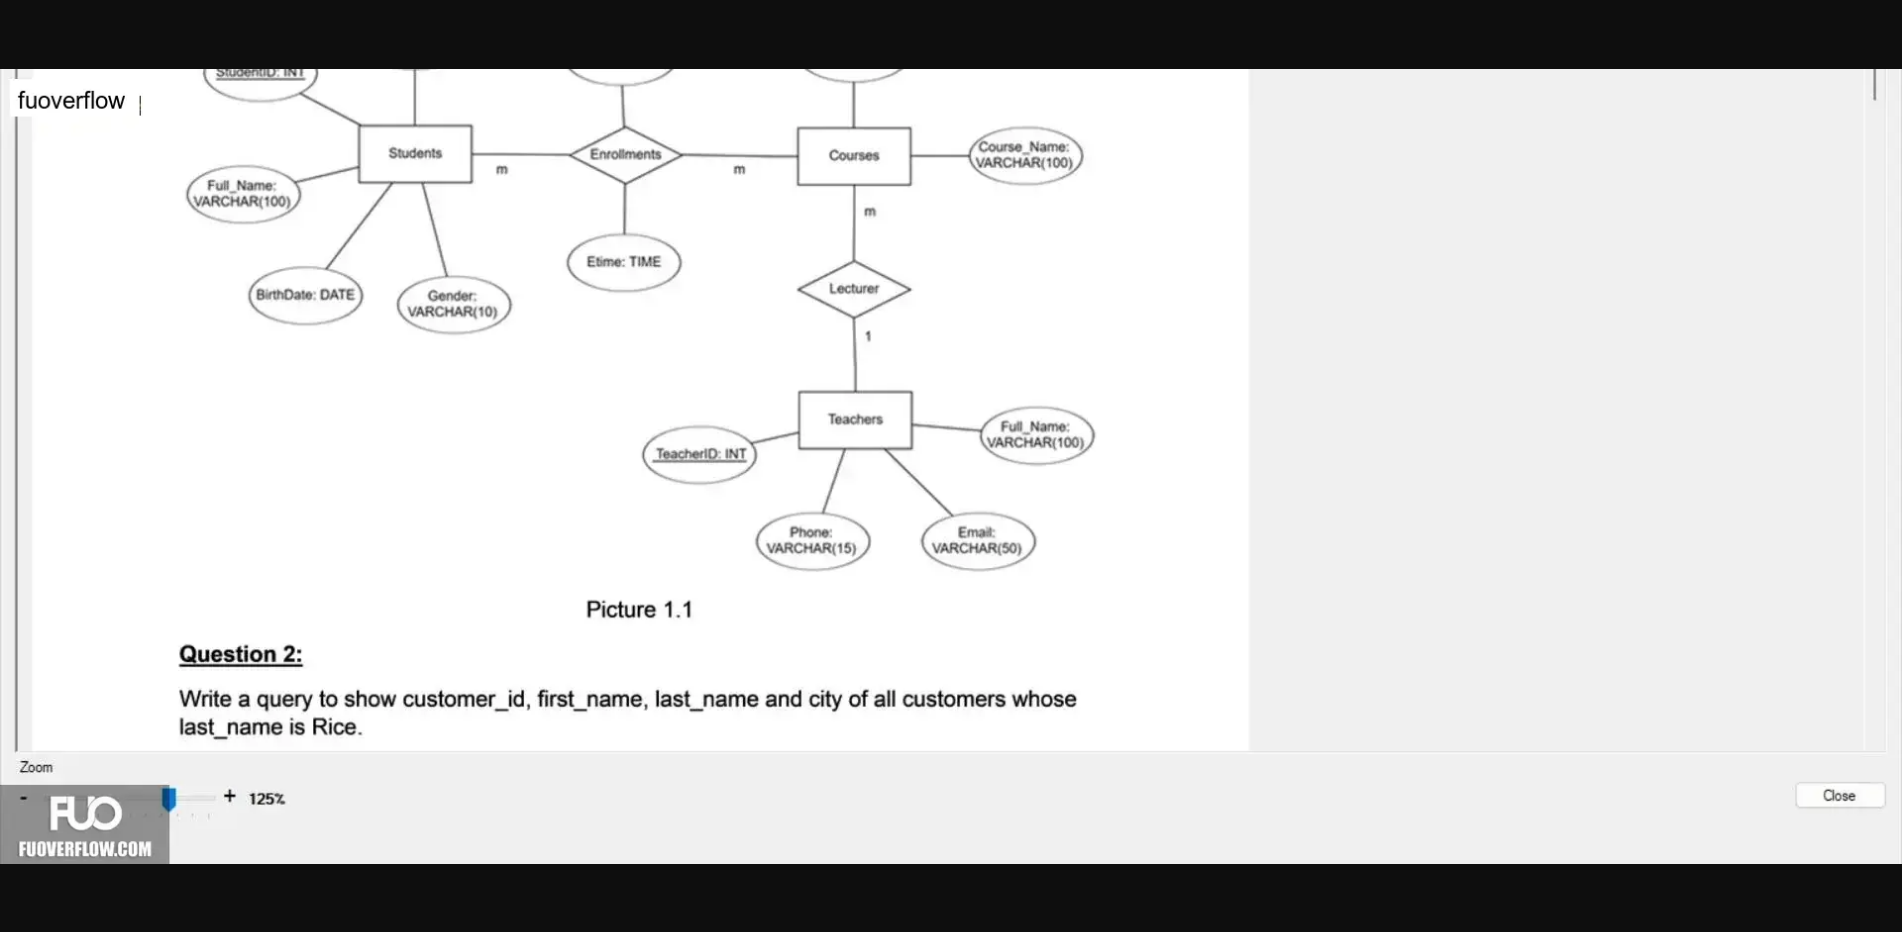 StudentID: INT
fuoverflow
Students
m
Enrollments
m
Courses
Course_Name:
VARCHAR(100)
Full_Name:
VARCHAR(100)
m
Etime: TIME
BirthDate: DATE
Gender:
VARCHAR(10)
Lecturer
1
Teachers
Full_Name:
VARCHAR(100)
TeacherID: INT
Phone:
VARCHAR(15)
Email:
VARCHAR(50)
Picture 1.1
Question 2:
Write a query to show customer_id, first_name, last_name and city of all customers whose
last_name is Rice.
Zoom
- + 125%
Close
FUO
FUOVERFLOW.COM